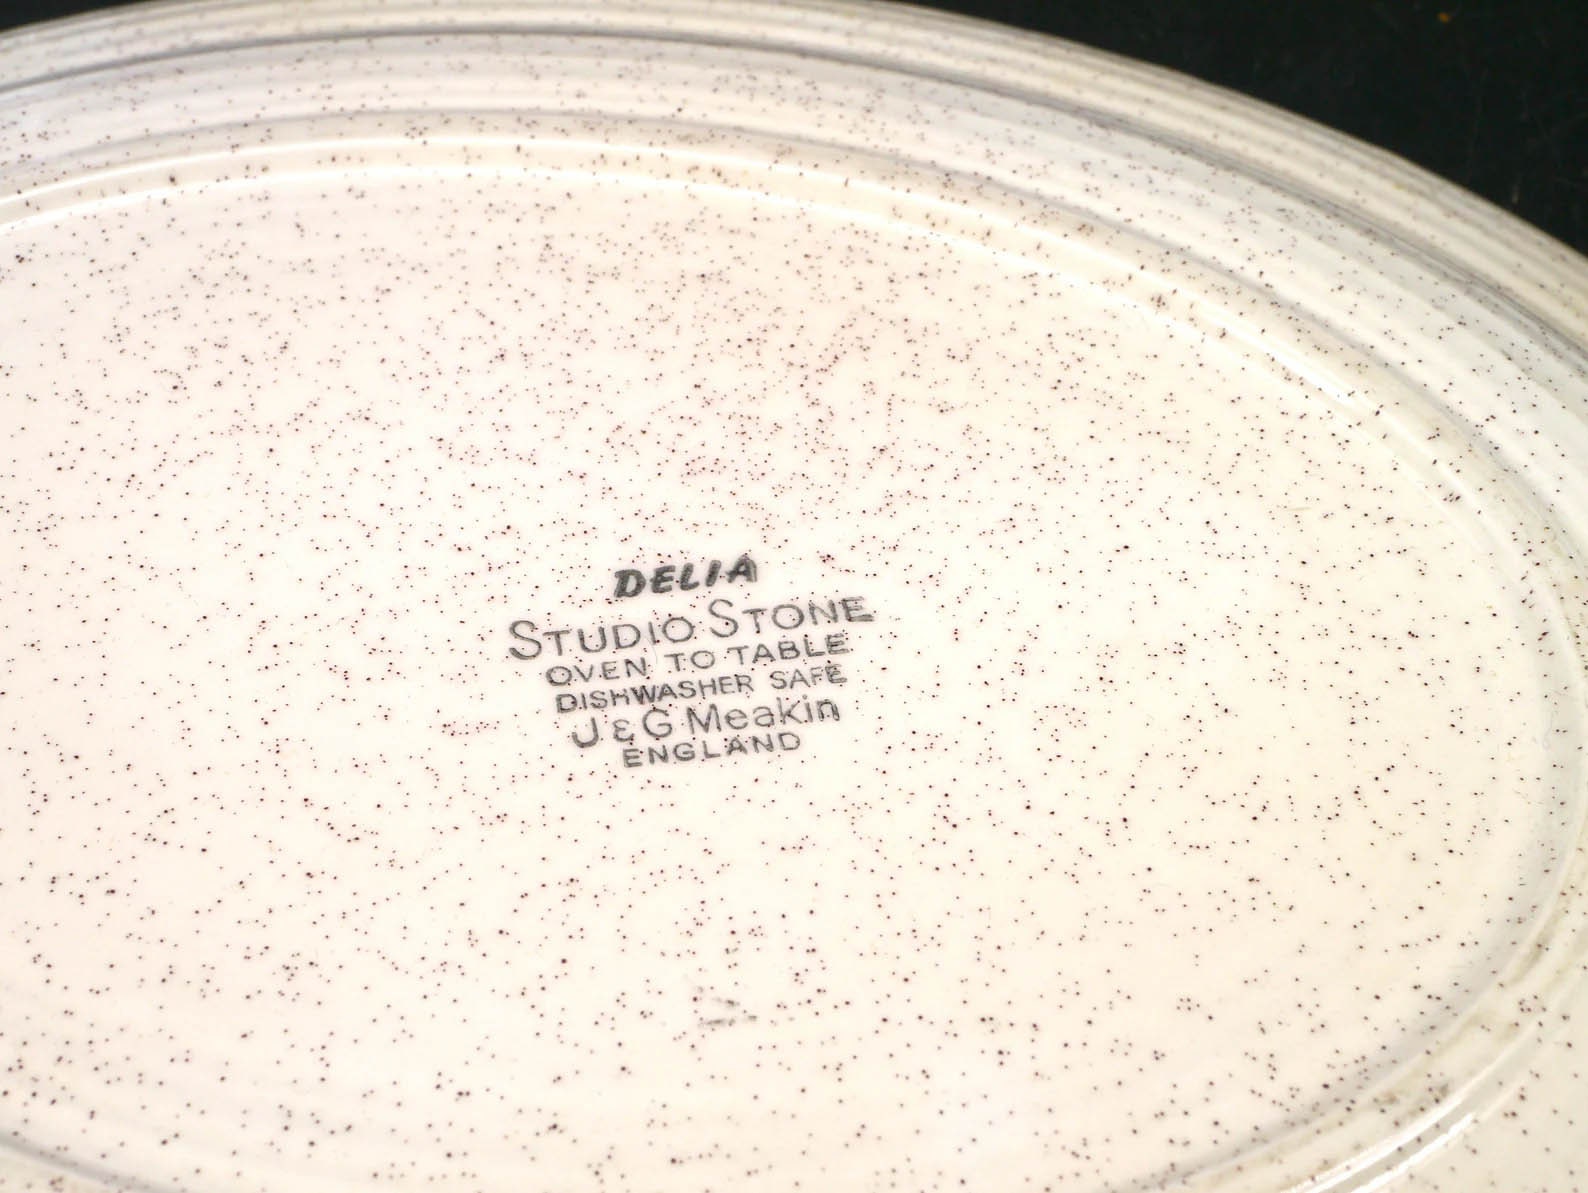 DELIA
STUDIO STONE
OVEN TO TABLE
DISHWASHER SAFE
J & G Meakin
ENGLAND